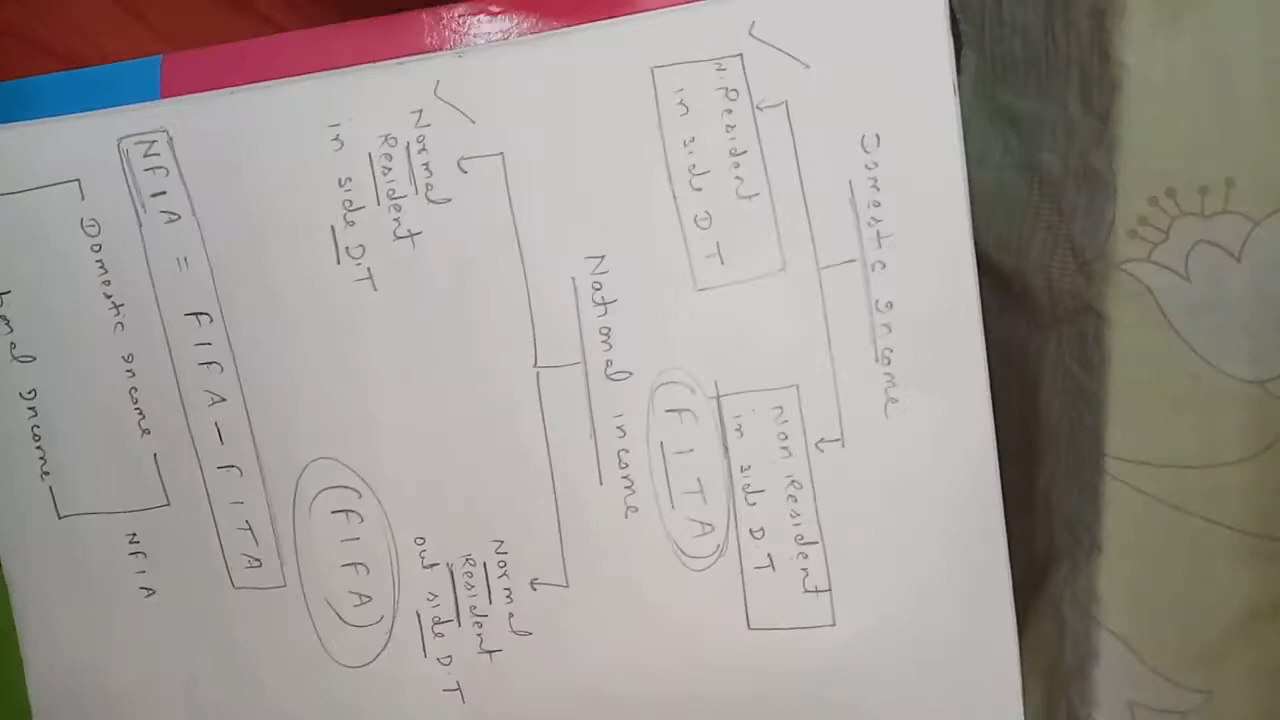 Domestic Income
N. Resident
in side D.T
Non Resident
in side D.T
(FITA)
National income
Normal
Resident
in side D.T
Normal
Resident
out side D.T
(FIFA)
NFIA = FIFA - FITA
Domestic Income
NFIA
Income